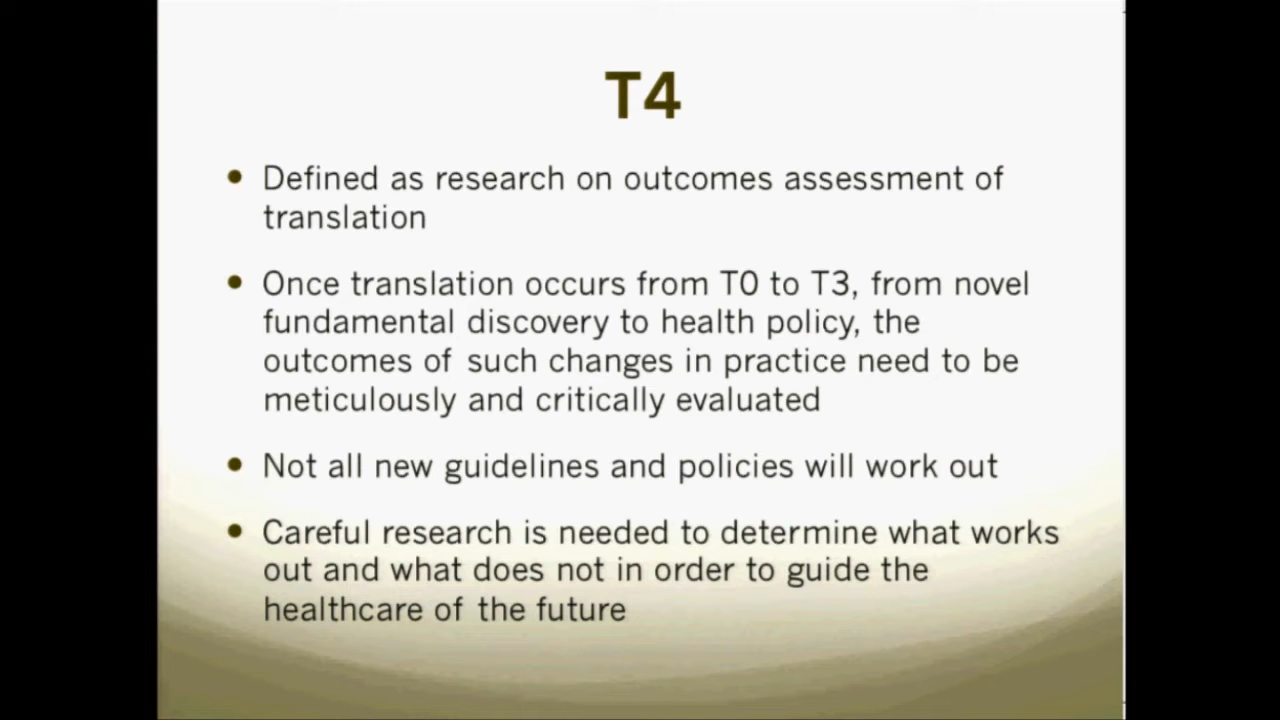 T4
• Defined as research on outcomes assessment of
translation
• Once translation occurs from T0 to T3, from novel
fundamental discovery to health policy, the
outcomes of such changes in practice need to be
meticulously and critically evaluated
• Not all new guidelines and policies will work out
• Careful research is needed to determine what works
out and what does not in order to guide the
healthcare of the future